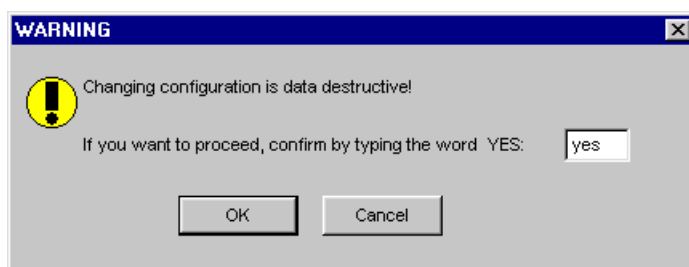 WARNING
Changing configuration is data destructive!
If you want to proceed, confirm by typing the word YES: yes
OK Cancel